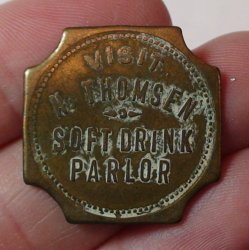 VISIT
A. THOMSEN
SOFT DRINK
PARLOR